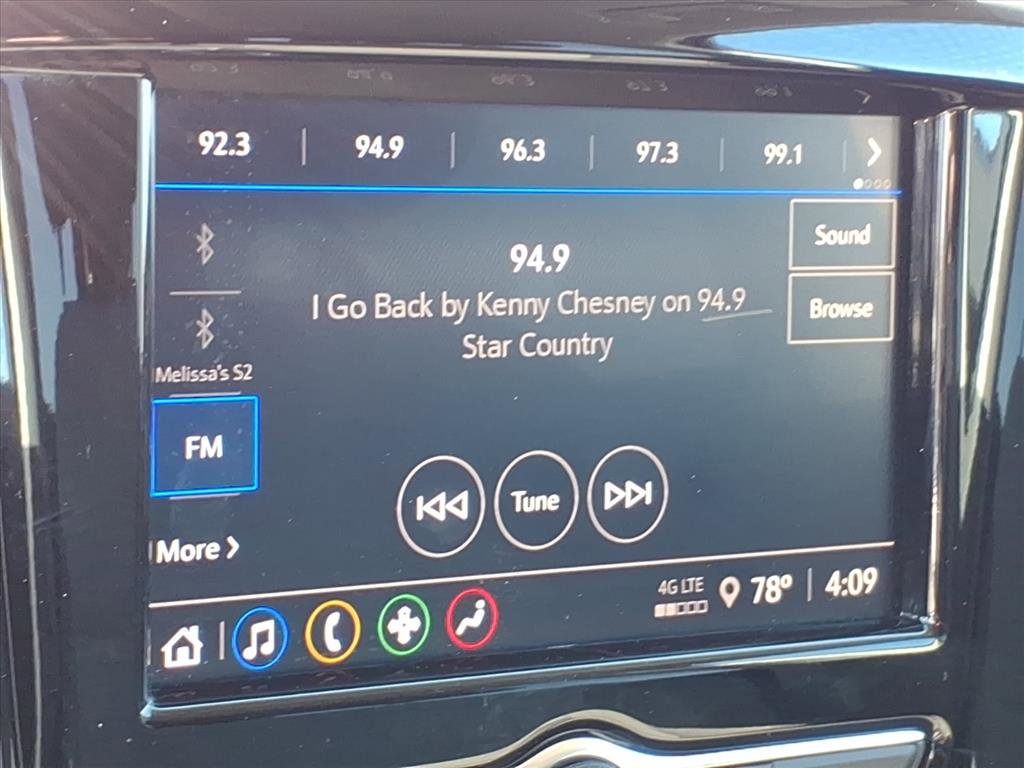 92.3 94.9 96.3 97.3 99.1
Sound
94.9
I Go Back by Kenny Chesney on 94.9
Star Country
Browse
Melissa's S2
FM
Tune
More
4G LTE 78° 4:09